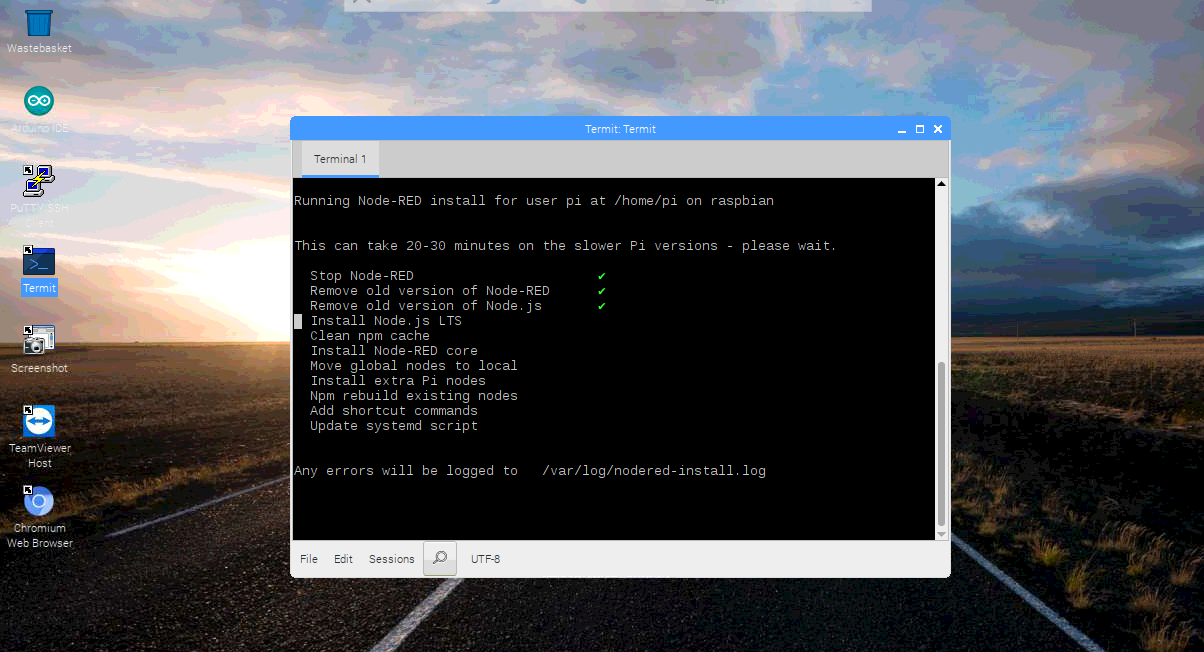 Wastebasket
Arduino IDE
PuTTY SSH
Client
Termit
Screenshot
TeamViewer
Host
Chromium
Web Browser
Termit: Termit
Terminal 1
Running Node-RED install for user pi at /home/pi on raspbian
This can take 20-30 minutes on the slower Pi versions - please wait.
Stop Node-RED ✔
Remove old version of Node-RED ✔
Remove old version of Node.js ✔
Install Node.js LTS
Clean npm cache
Install Node-RED core
Move global nodes to local
Install extra Pi nodes
Npm rebuild existing nodes
Add shortcut commands
Update systemd script
Any errors will be logged to /var/log/nodered-install.log
File Edit Sessions UTF-8